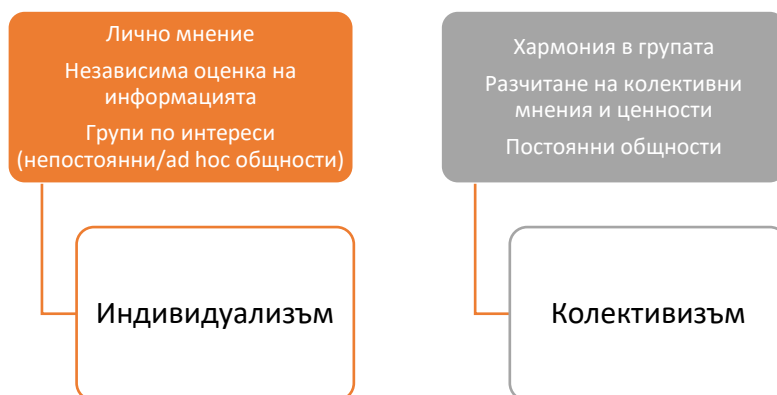 Лично мнение
Независима оценка на
информацията
Групи по интереси
(непостоянни/ad hoc общности)
Индивидуализъм
Хармония в групата
Разчитане на колективни
мнения и ценности
Постоянни общности
Колективизъм